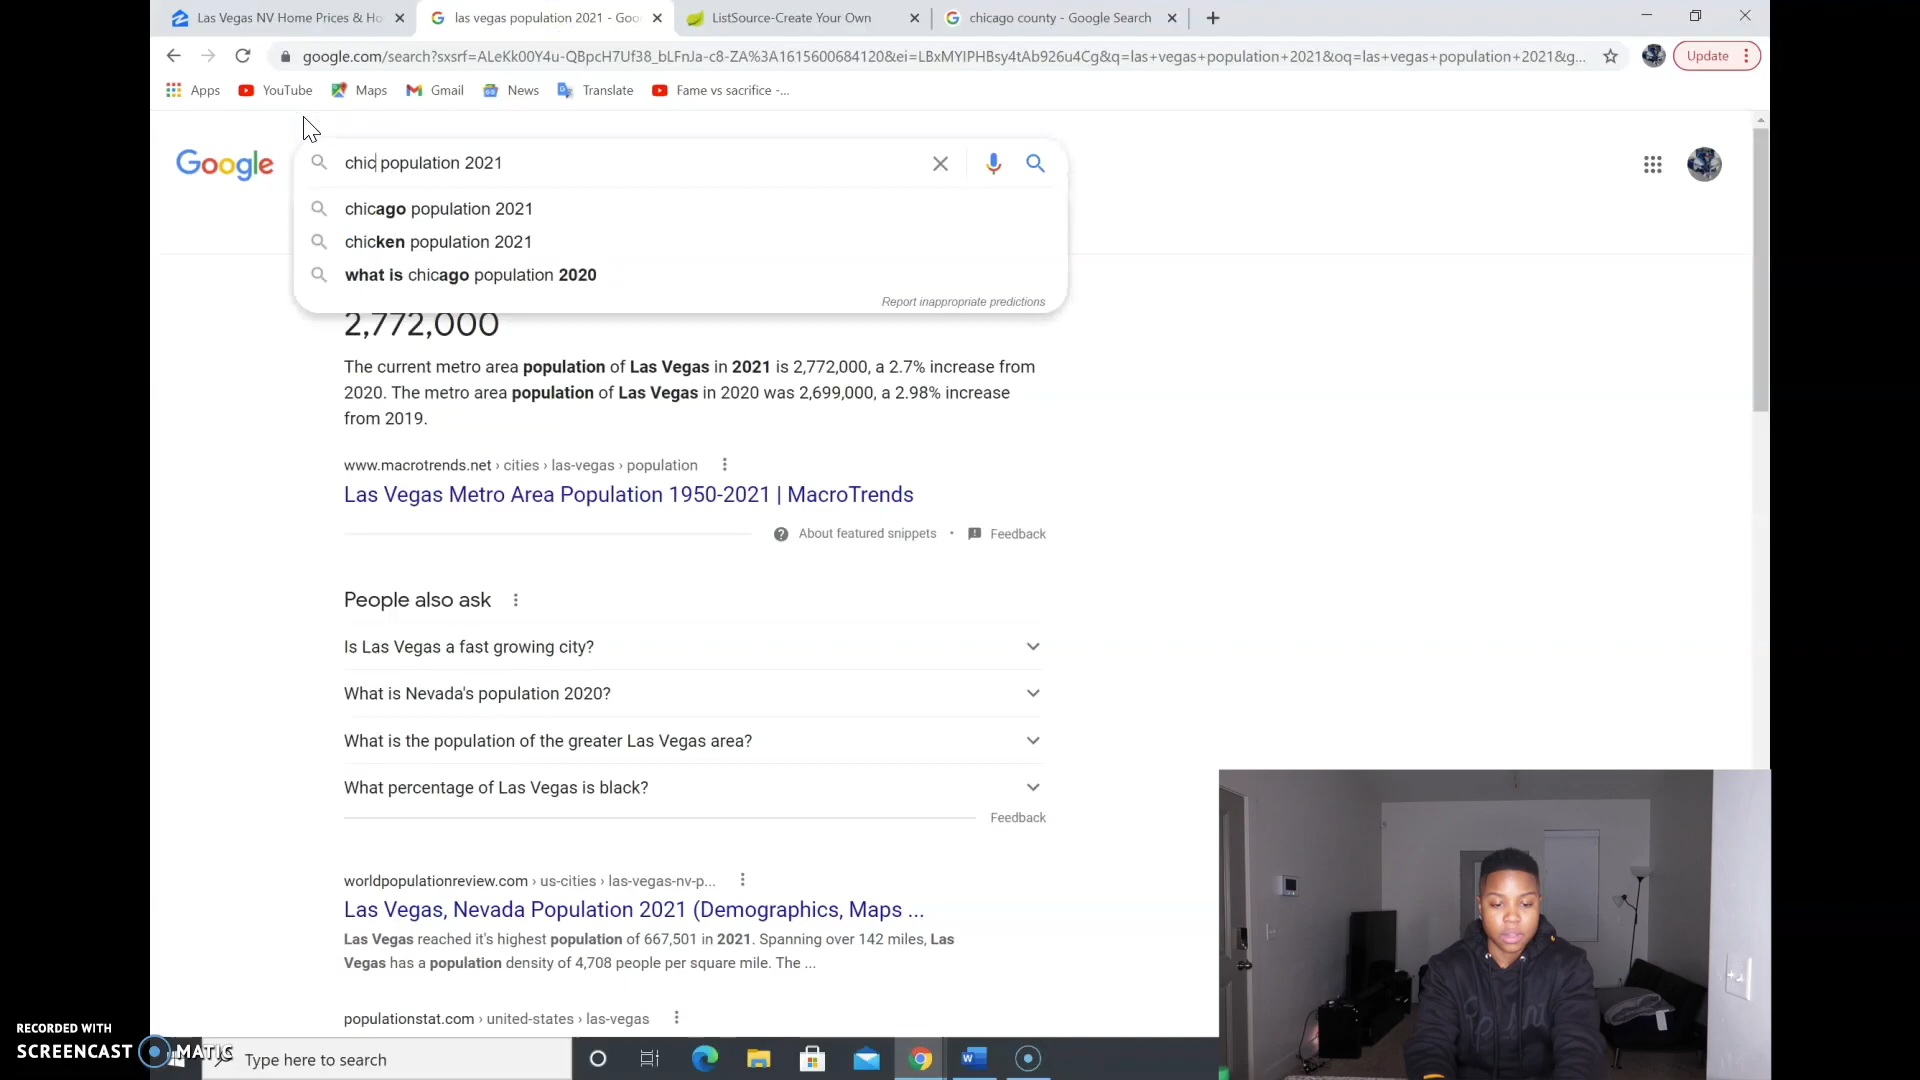 Las Vegas NV Home Prices & Ho
las vegas population 2021 - Goo
ListSource-Create Your Own
chicago county - Google Search
google.com/search?sxsrf=ALeKk00Y4u-QBpcH7Uf38_bLFnJa-c8-ZA%3A1615600684120&ei=LBxMYIPHBsy4tAb926u4Cg&q=las+vegas+population+2021&oq=las+vegas+population+2021&g...
Update
Apps
YouTube
Maps
Gmail
News
Translate
Fame vs sacrifice -...
Google
chic population 2021
chicago population 2021
chicken population 2021
what is chicago population 2020
Report inappropriate predictions
2,772,000
The current metro area population of Las Vegas in 2021 is 2,772,000, a 2.7% increase from
2020. The metro area population of Las Vegas in 2020 was 2,699,000, a 2.98% increase
from 2019.
www.macrotrends.net › cities › las-vegas › population
Las Vegas Metro Area Population 1950-2021 | MacroTrends
About featured snippets • Feedback
People also ask
Is Las Vegas a fast growing city?
What is Nevada's population 2020?
What is the population of the greater Las Vegas area?
What percentage of Las Vegas is black?
Feedback
worldpopulationreview.com › us-cities › las-vegas-nv-p...
Las Vegas, Nevada Population 2021 (Demographics, Maps ...
Las Vegas reached it's highest population of 667,501 in 2021. Spanning over 142 miles, Las
Vegas has a population density of 4,708 people per square mile. The ...
populationstat.com › united-states › las-vegas
RECORDED WITH
SCREENCAST MATIC
Type here to search